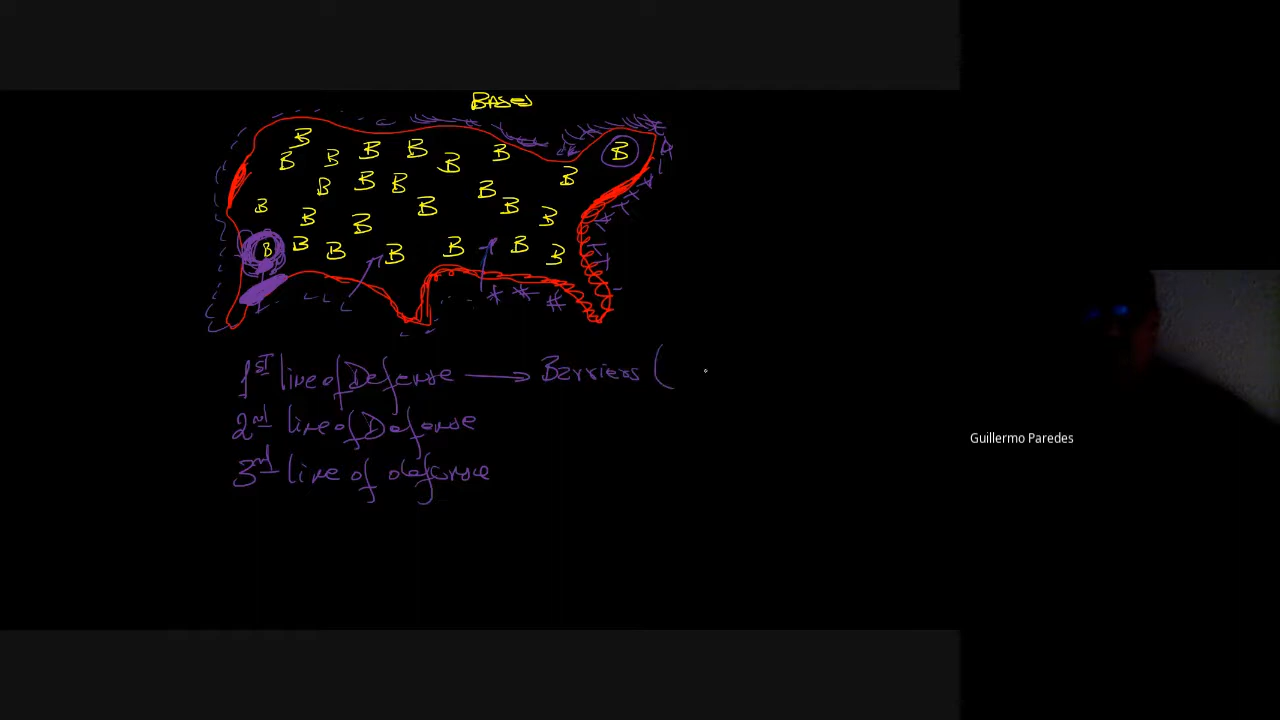 BASES
B
B B B B B B
B B B B B
B B B B
B B B
B B B B B B B
1ST line of Defense → Barriers (
2nd line of Defense
3rd line of defense
Guillermo Paredes